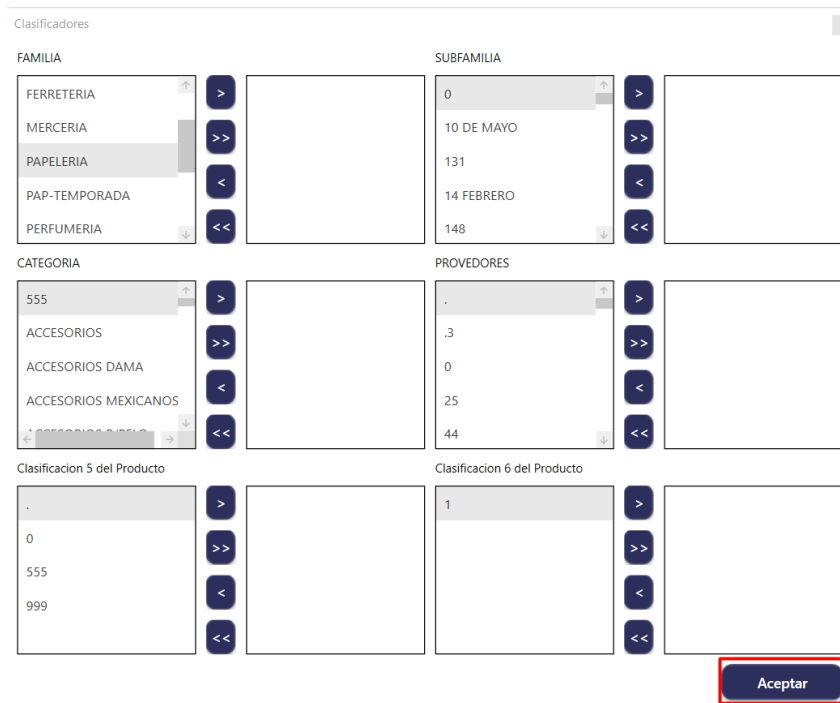 Clasificadores
FAMILIA
FERRETERIA
MERCERIA
PAPELERIA
PAP-TEMPORADA
PERFUMERIA
>
>>
<
<<
SUBFAMILIA
0
10 DE MAYO
131
14 FEBRERO
148
>
>>
<
<<
CATEGORIA
555
ACCESORIOS
ACCESORIOS DAMA
ACCESORIOS MEXICANOS
>
>>
<
<<
PROVEDORES
.
.3
0
25
44
>
>>
<
<<
Clasificacion 5 del Producto
.
0
555
999
>
>>
<
<<
Clasificacion 6 del Producto
1
>
>>
<
<<
Aceptar